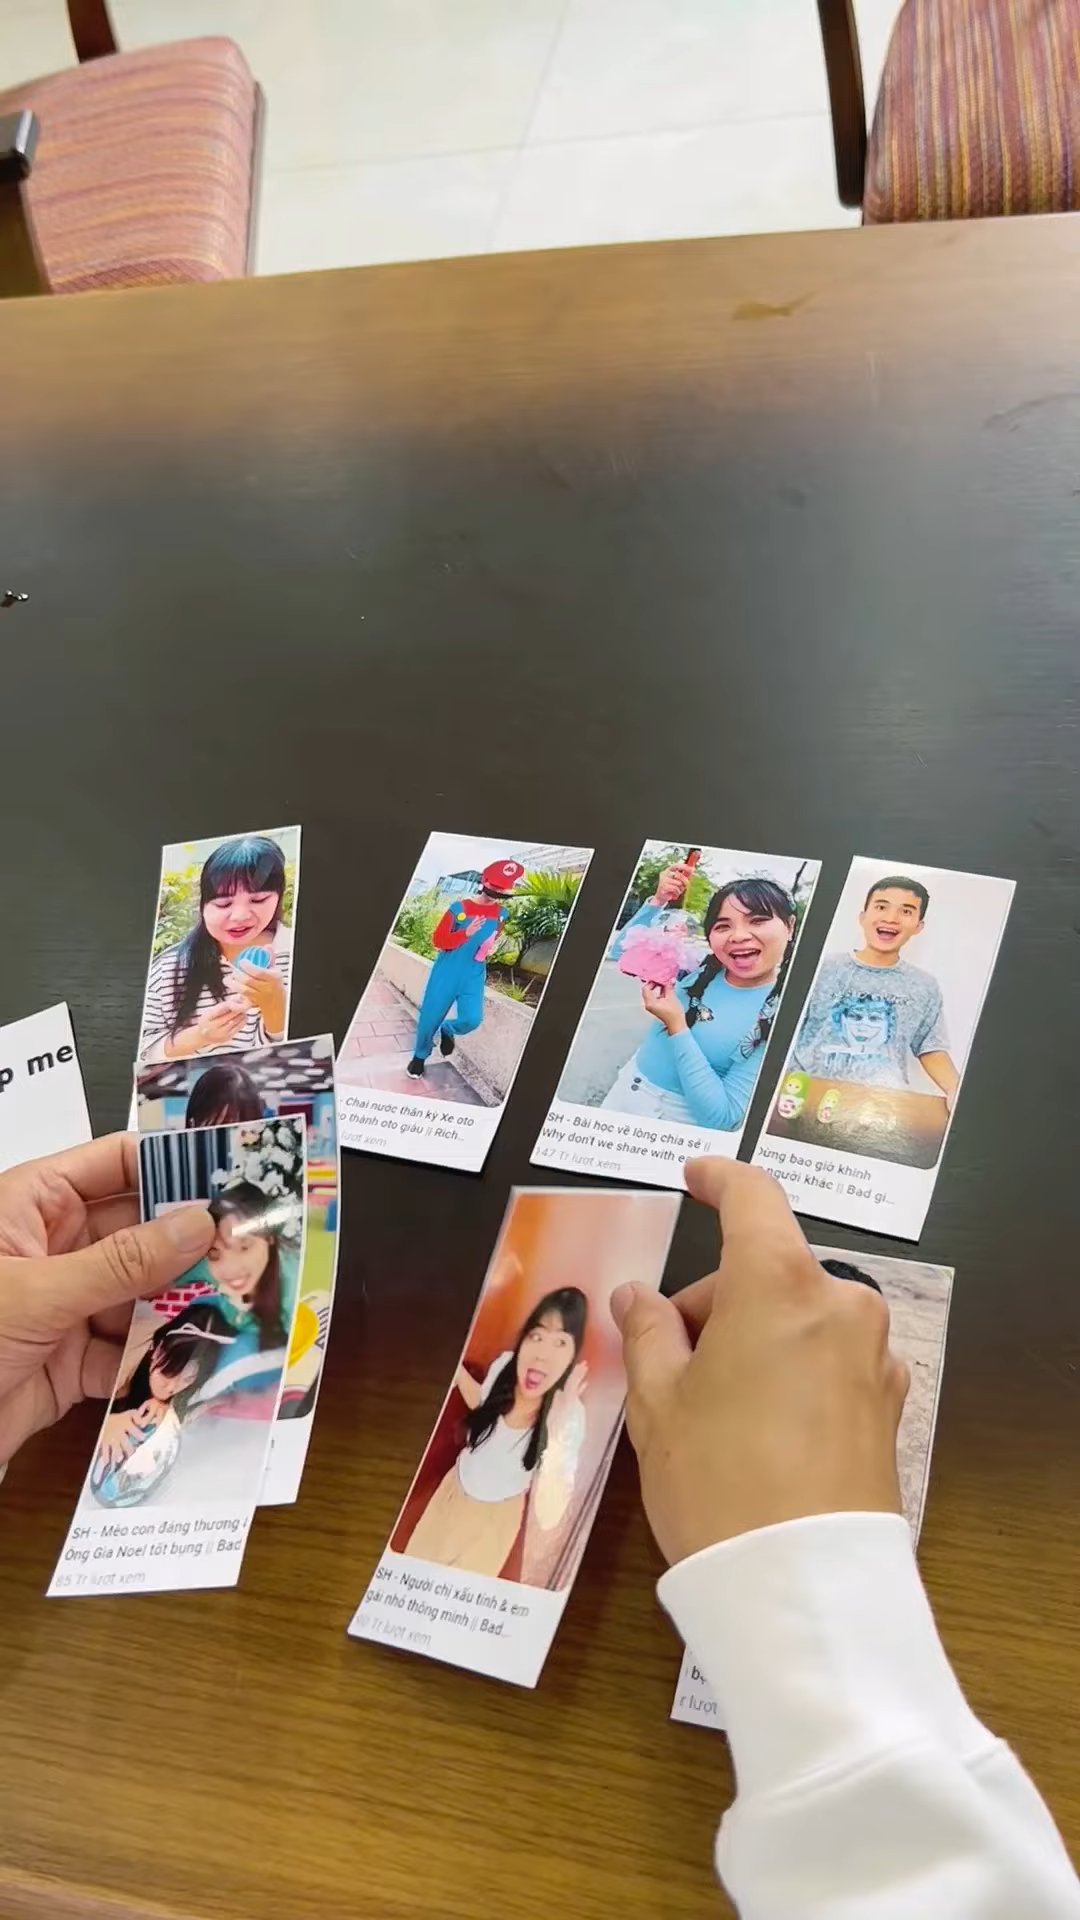 p me
- Chai nước thần kỳ Xe oto
thành oto giàu || Rich...
lượt xem
SH - Bài học về lòng chia sẻ ||
Why don't we share with
147 Tr lượt xem
Đừng bao giờ khinh
người khác || Bad gi...
SH - Mèo con đáng thương &
Ông Gia Noel tốt bụng || Bad
85 Tr lượt xem
SH - Người chị xấu tính & em
gái nhỏ thông minh || Bad...
Tr lượt xem
r lượt